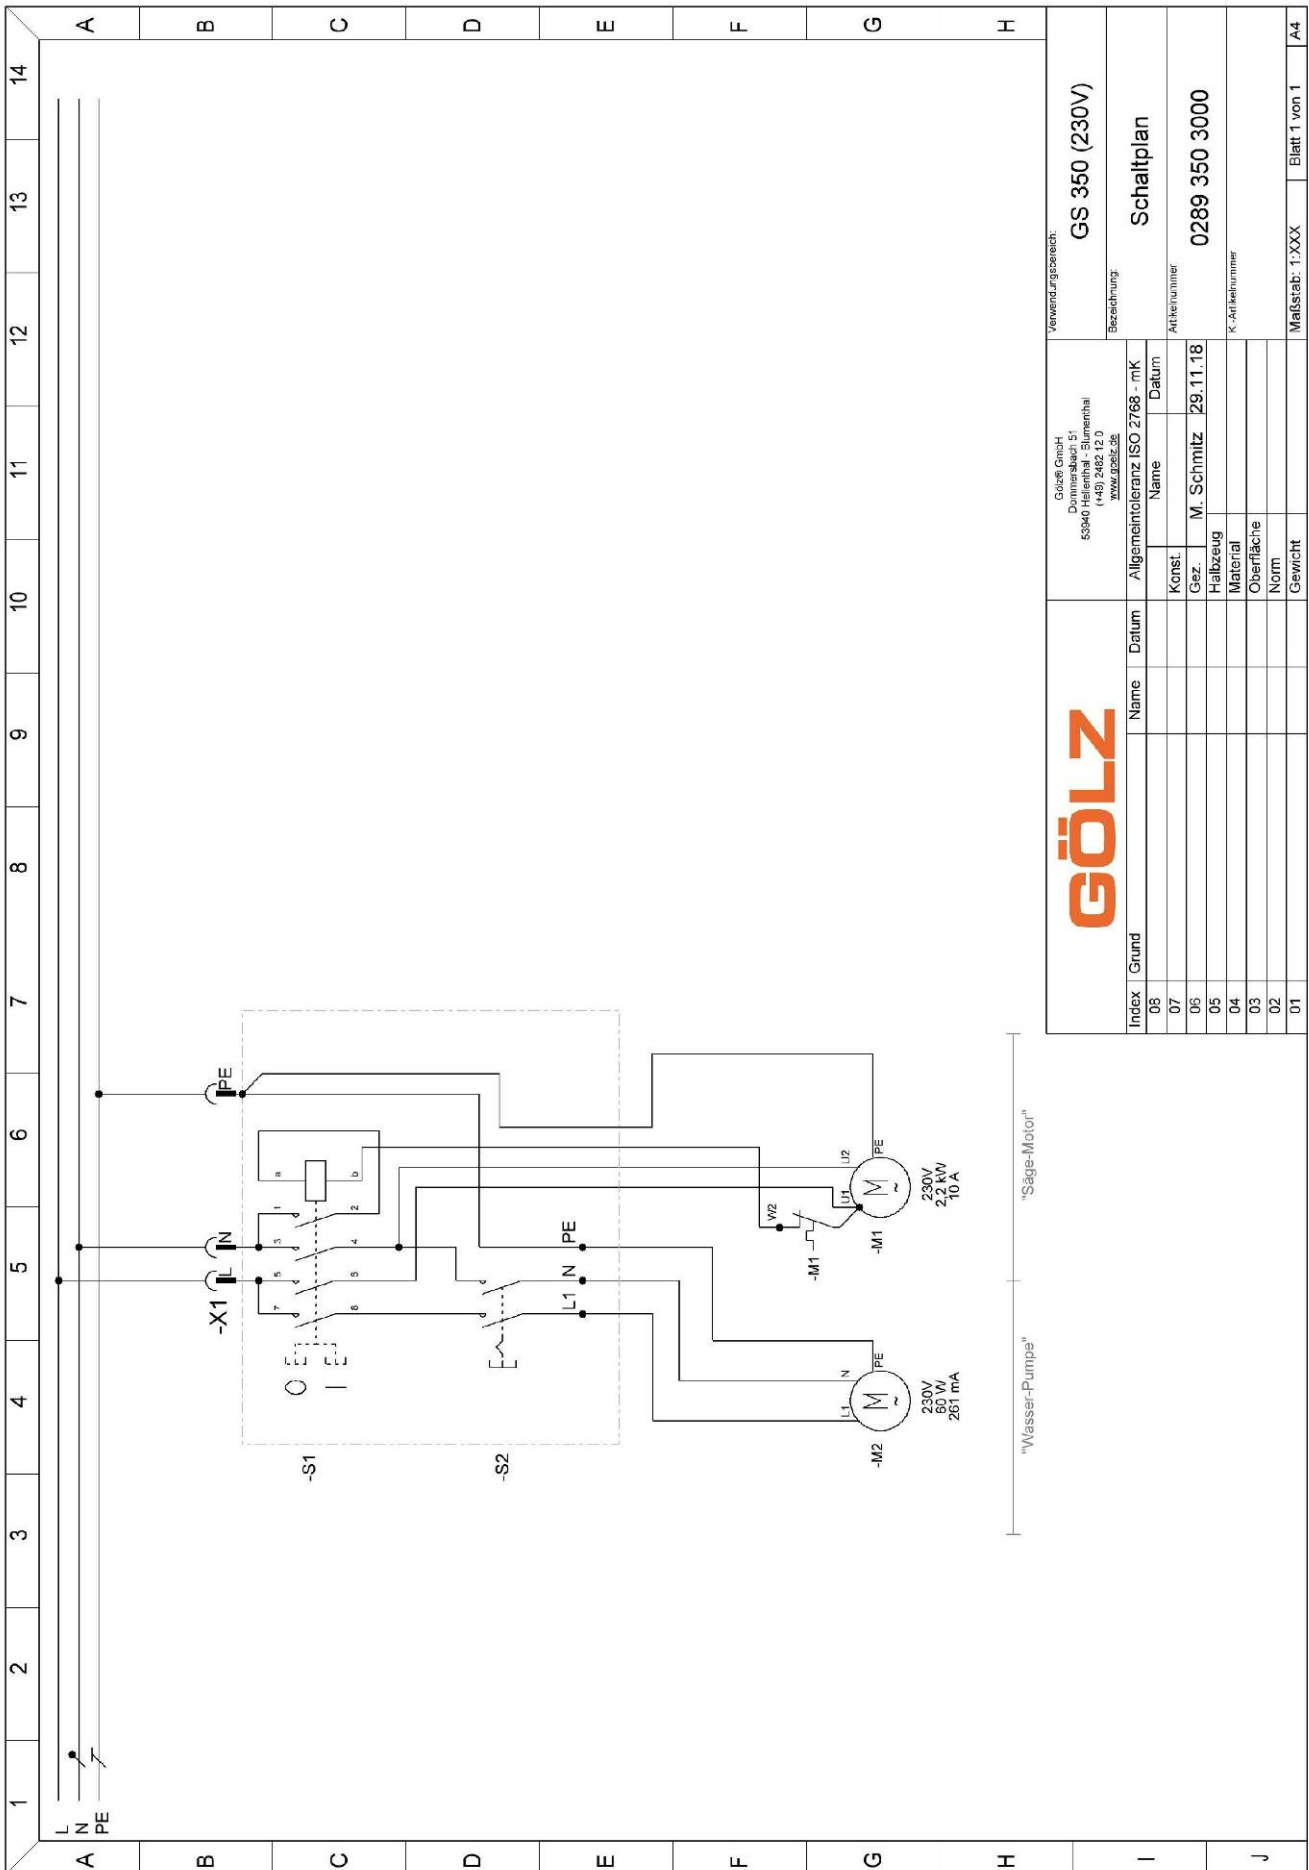 1 2 3 4 5 6 7 8 9 10 11 12 13 14
A
B
C
D
E
F
G
H
I
J
A
B
C
D
E
F
G
H
L
N
PE
-X1
L
N
PE
-S1
O
I
7 5 3 1 a
8 2 b
4
-S2
L1 N PE
W2
-M1
-M2
L1 N PE
M
~
230V
60 W
261 mA
-M1
U1 U2 PE
M
~
230V
2,2 kW
10 A
"Wasser-Pumpe"
"Säge-Motor"
GÖLZ
Index Grund Name Datum
08
07
06
05
04
03
02
01
Gölz® GmbH
Dommersbach 51
53940 Hellenthal - Blumenthal
(+49) 2482 12 0
www.goelz.de
Allgemeintoleranz ISO 2768 - mK
Name Datum
Konst.
Gez. M. Schmitz 29.11.18
Halbzeug
Material
Oberfläche
Norm
Gewicht
Verwendungsbereich:
GS 350 (230V)
Bezeichnung:
Schaltplan
Artikelnummer
0289 350 3000
K.-Artikelnummer
Maßstab: 1:XXX Blatt 1 von 1 A4